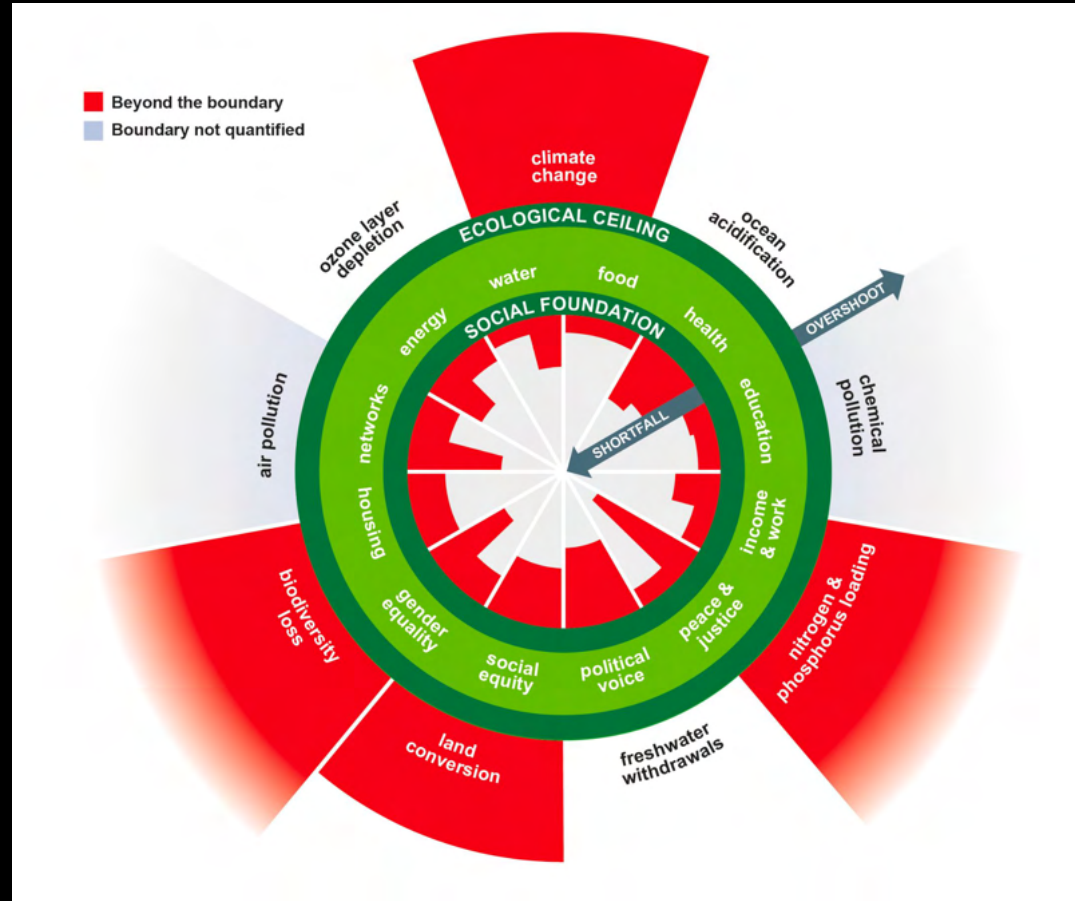 Beyond the boundary
Boundary not quantified
climate
change
ozone layer
depletion
ECOLOGICAL CEILING
ocean
acidification
water
food
OVERSHOOT
energy
SOCIAL FOUNDATION
health
air pollution
networks
SHORTFALL
education
chemical
pollution
housing
income
& work
biodiversity
loss
gender
equality
social
equity
political
voice
peace &
justice
nitrogen &
phosphorus loading
land
conversion
freshwater
withdrawals